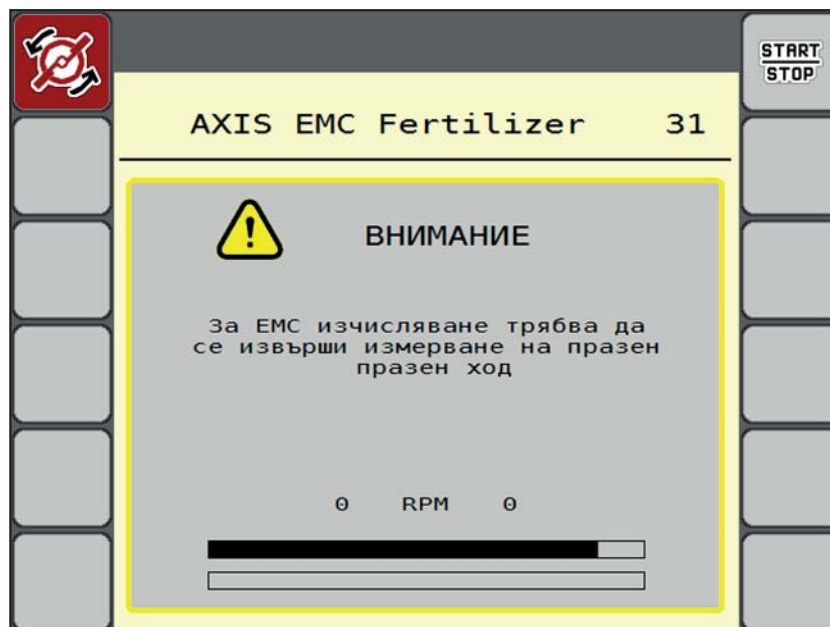 START
STOP
AXIS EMC Fertilizer 31
ВНИМАНИЕ
За EMC изчисляване трябва да
се извърши измерване на празен
празен ход
0 RPM 0